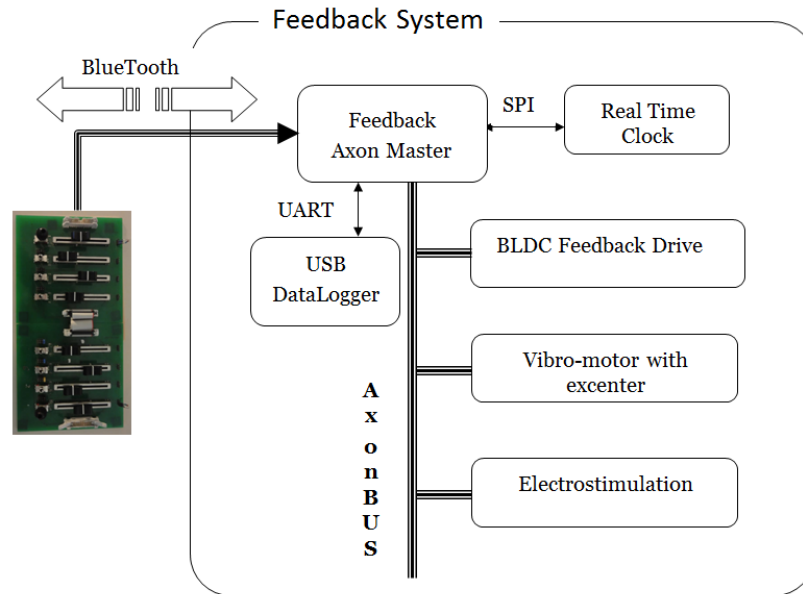 Feedback System
BlueTooth
Feedback
Axon Master
SPI
Real Time
Clock
UART
USB
DataLogger
BLDC Feedback Drive
Vibro-motor with
excenter
Electrostimulation
A
x
o
n
B
U
S